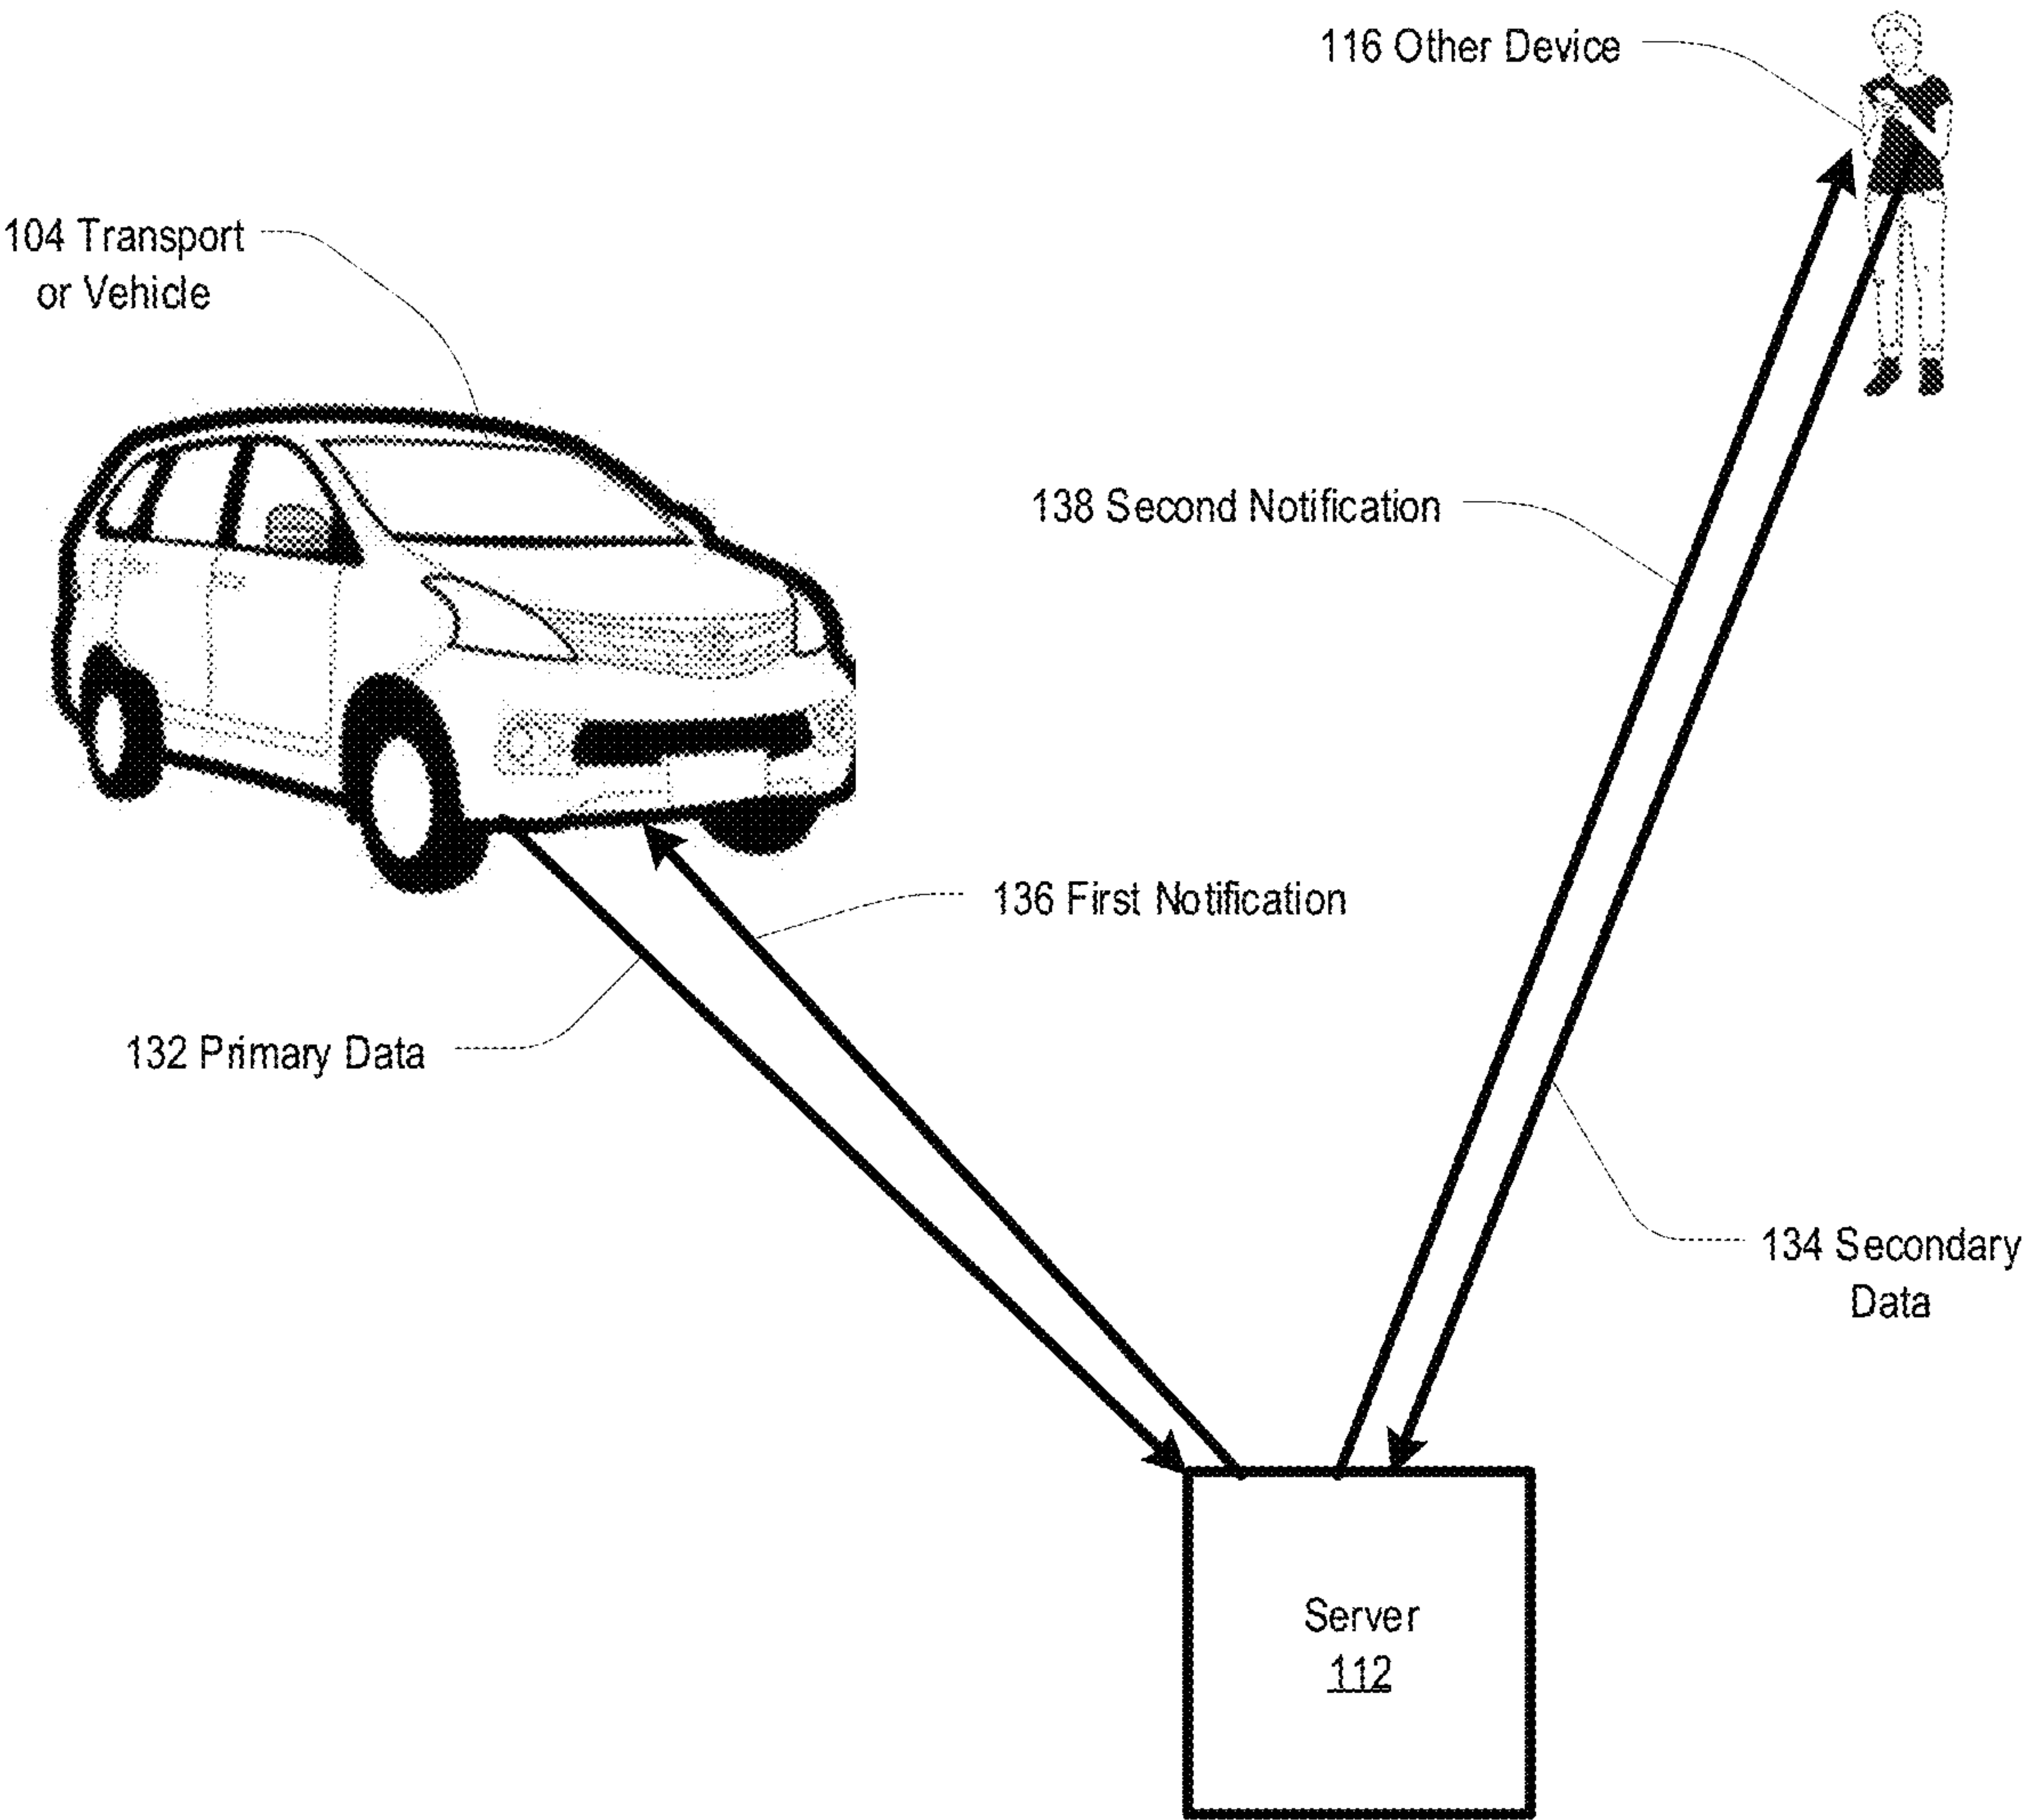 116 Other Device
104 Transport
or Vehicle
138 Second Notification
136 First Notification
132 Primary Data
134 Secondary
Data
Server
112